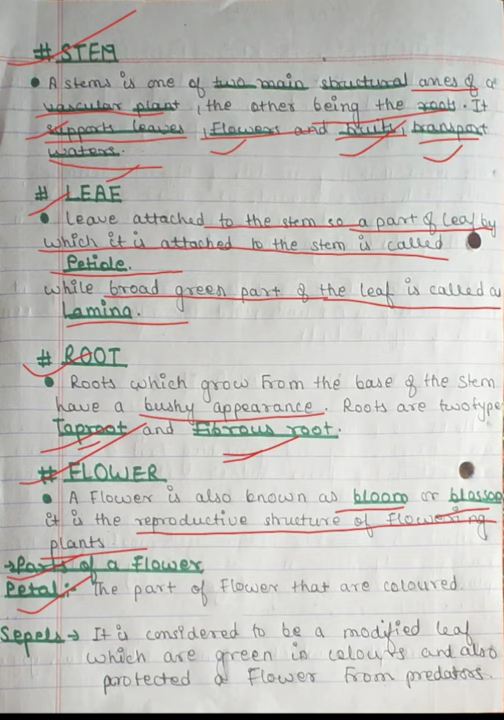 # STEM
• A stems is one of two main structural axes of a
vascular plant, the other being the roots. It
supports leaves, Flowers and bruits, transport
waters.
# LEAF
• Leave attached to the stem so a part of leaf by
which it is attached to the stem is called
Peticle.
while broad green part of the leaf is called a
Lamina.
# ROOT
• Roots which grow from the base of the stem
have a bushy appearance. Roots are twotype
Taproot and Fibrous root.
# FLOWER
• A Flower is also known as bloom or blossom
it is the reproductive structure of flowering
plants.
→ Parts of a Flower
Petal:- The part of Flower that are coloured.
Sepels → It is considered to be a modified leaf
which are green in colours and also
protected a Flower From predators.